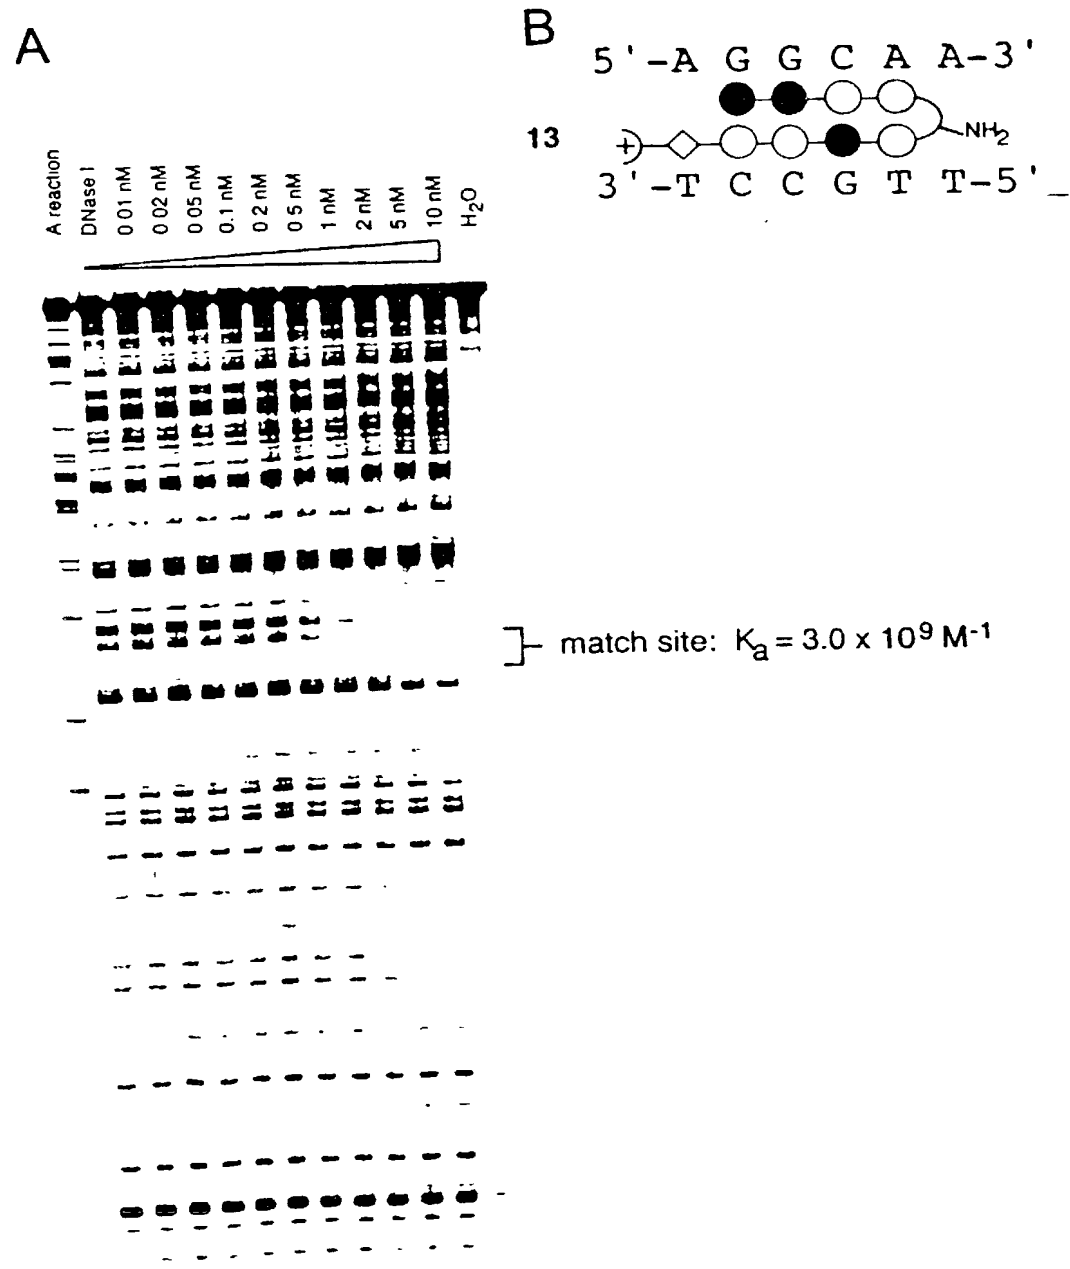 A
A reaction
DNase I
0 01 nM
0 02 nM
0 05 nM
0.1 nM
0 2 nM
0 5 nM
1 nM
2 nM
5 nM
10 nM
H₂O
match site: Kₐ = 3.0 x 10⁹ M⁻¹
B
5'-A G G C A A-3'
13
+
NH₂
3'-T C C G T T-5'